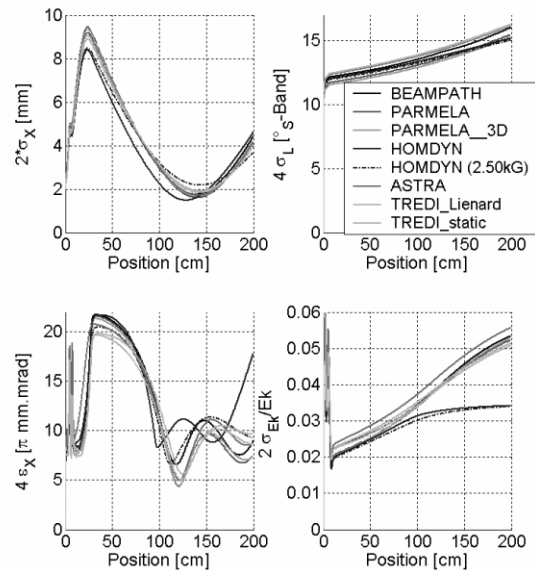 10
8
6
4
2
0
2*σX [mm]
0 50 100 150 200
Position [cm]
15
10
5
0
4 σL [°S-Band]
BEAMPATH
PARMELA
PARMELA__3D
HOMDYN
HOMDYN (2.50kG)
ASTRA
TREDI_Lienard
TREDI_static
0 50 100 150 200
Position [cm]
20
15
10
5
0
4 εX [π mm.mrad]
0 50 100 150 200
Position [cm]
0.06
0.05
0.04
0.03
0.02
0.01
0
2 σEk/Ek
0 50 100 150 200
Position [cm]